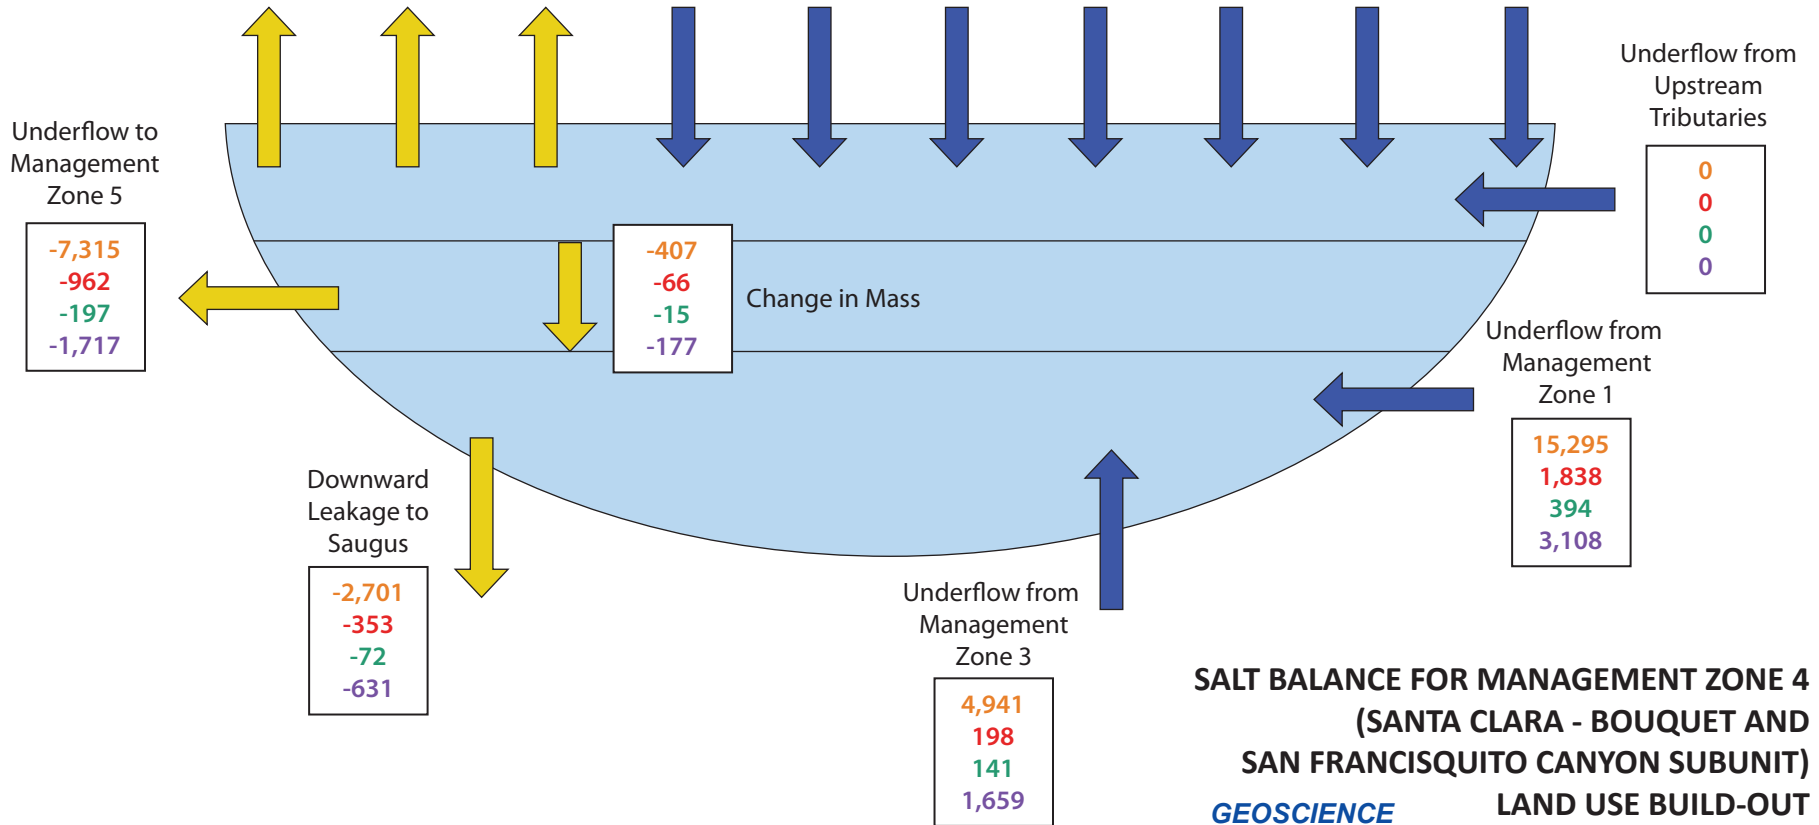 Underflow from
Upstream
Tributaries
0
0
0
0
Underflow to
Management
Zone 5
-7,315
-962
-197
-1,717
-407
-66
-15
-177
Change in Mass
Underflow from
Management
Zone 1
15,295
1,838
394
3,108
Downward
Leakage to
Saugus
-2,701
-353
-72
-631
Underflow from
Management
Zone 3
4,941
198
141
1,659
SALT BALANCE FOR MANAGEMENT ZONE 4
(SANTA CLARA - BOUQUET AND
SAN FRANCISQUITO CANYON SUBUNIT)
LAND USE BUILD-OUT
GEOSCIENCE